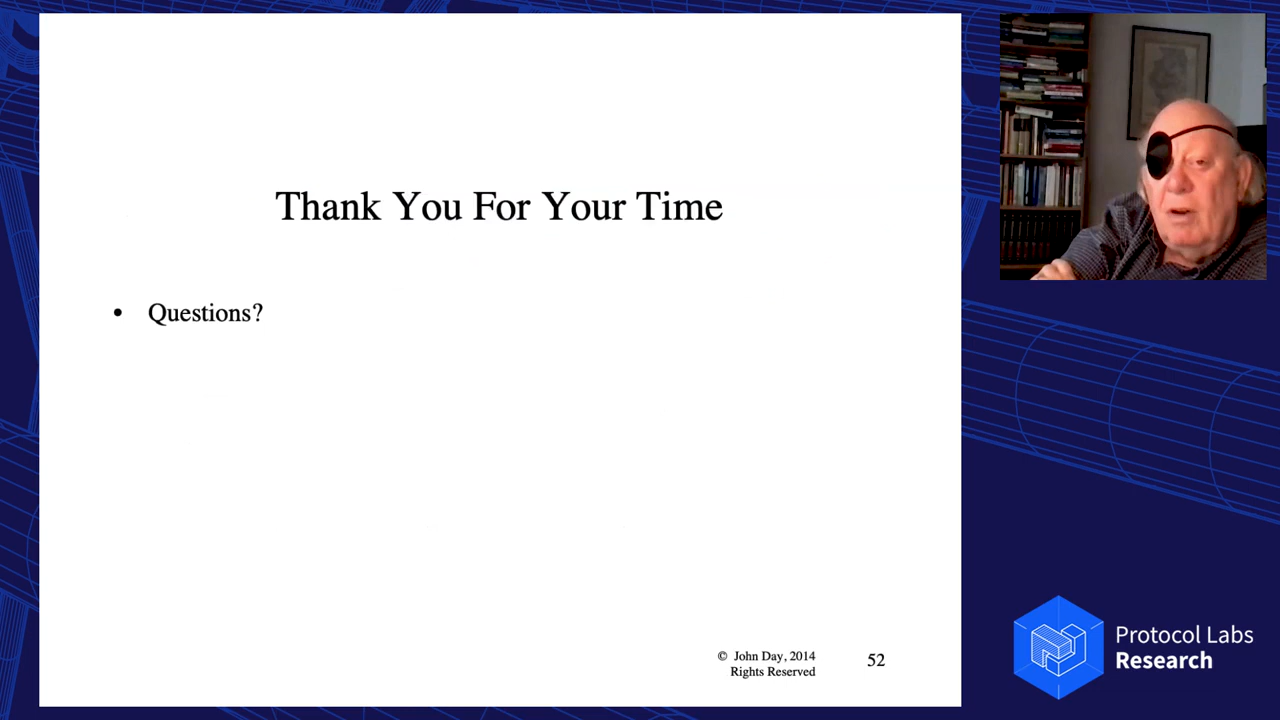 Thank You For Your Time
• Questions?
© John Day, 2014
Rights Reserved
52
Protocol Labs
Research